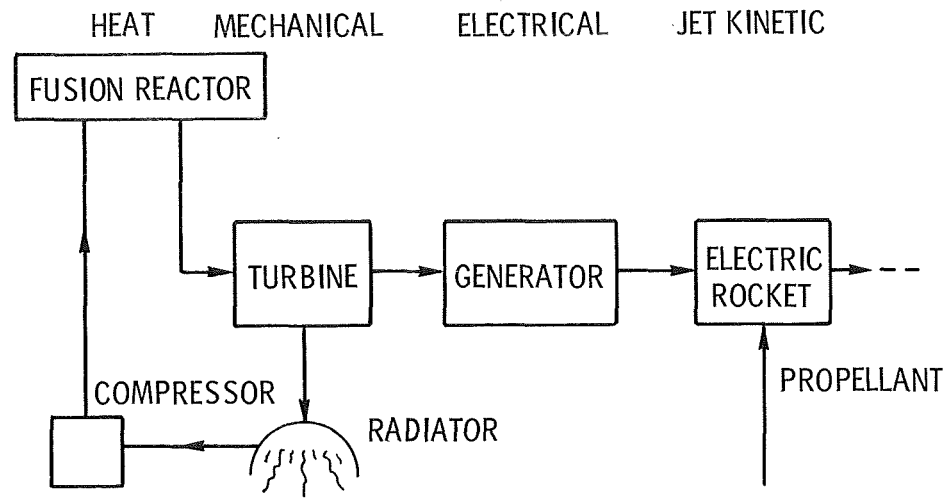 HEAT MECHANICAL ELECTRICAL JET KINETIC
FUSION REACTOR
TURBINE
GENERATOR
ELECTRIC
ROCKET
COMPRESSOR
RADIATOR
PROPELLANT